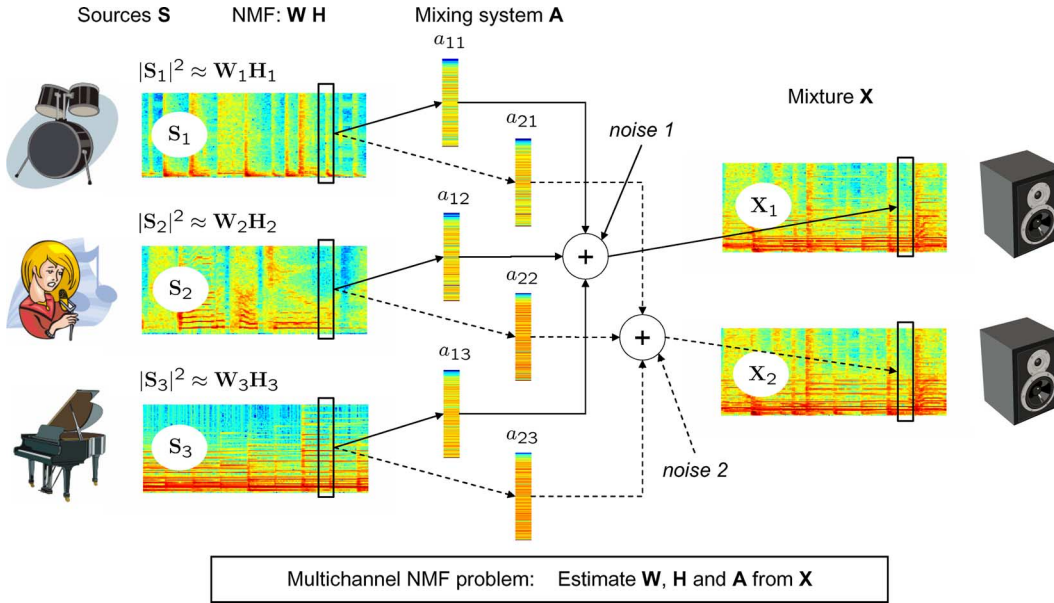 Sources S NMF: W H Mixing system A
a₁₁
|S₁|² ≈ W₁H₁
Mixture X
S₁
a₂₁
noise 1
a₁₂
|S₂|² ≈ W₂H₂
X₁
+
S₂
a₂₂
+
a₁₃
|S₃|² ≈ W₃H₃
X₂
S₃
a₂₃
noise 2
Multichannel NMF problem: Estimate W, H and A from X